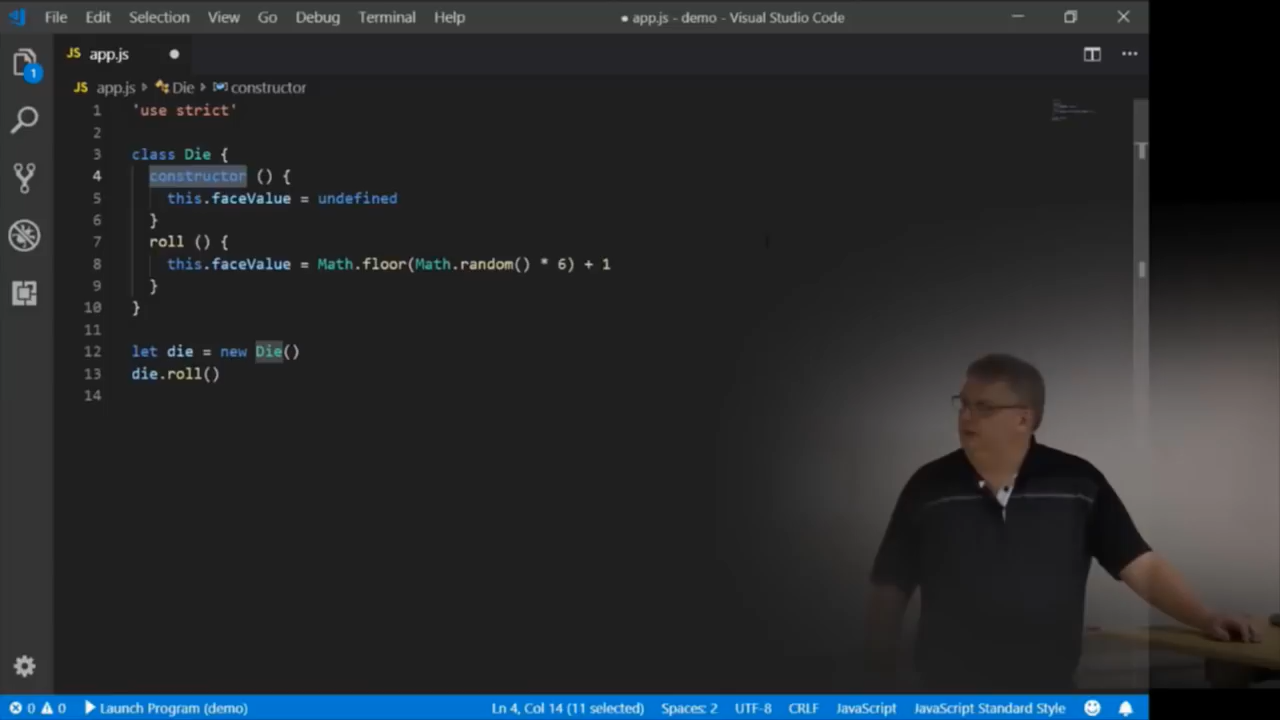 File Edit Selection View Go Debug Terminal Help ● app.js - demo - Visual Studio Code
JS app.js ●
1
JS app.js Die constructor
1 'use strict'
2
3 class Die {
4 constructor () {
5 this.faceValue = undefined
6 }
7 roll () {
8 this.faceValue = Math.floor(Math.random() * 6) + 1
9 }
10 }
11
12 let die = new Die()
13 die.roll()
14
0 0 Launch Program (demo) Ln 4, Col 14 (11 selected) Spaces: 2 UTF-8 CRLF JavaScript JavaScript Standard Style